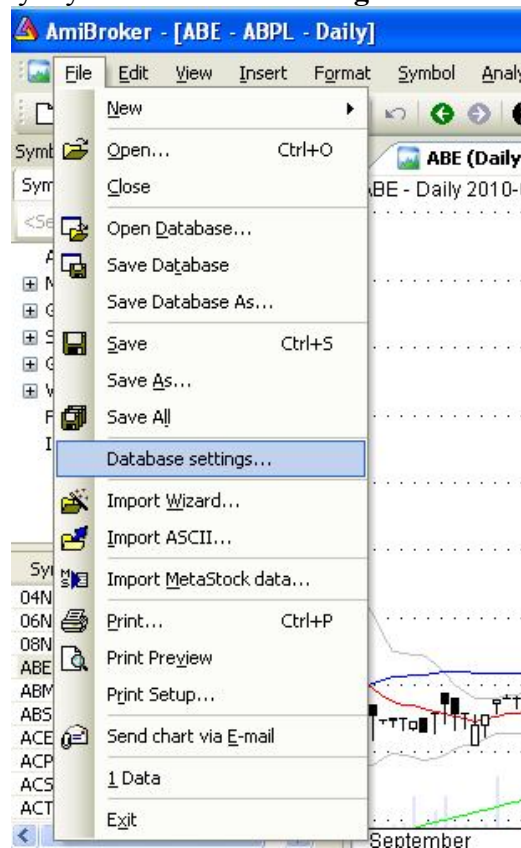 AmiBroker - [ABE - ABPL - Daily]
File Edit View Insert Format Symbol
New
Open... Ctrl+O
Close
Open Database...
Save Database
Save Database As...
Save Ctrl+S
Save As...
Save All
Database settings...
Import Wizard...
Import ASCII...
Import MetaStock data...
Print... Ctrl+P
Print Preview
Print Setup...
Send chart via E-mail
1 Data
Exit
ABE (Daily
ABE - Daily 2010-
04N
06N
08N
ABE
ABM
ABS
ACE
ACP
ACS
ACT
September